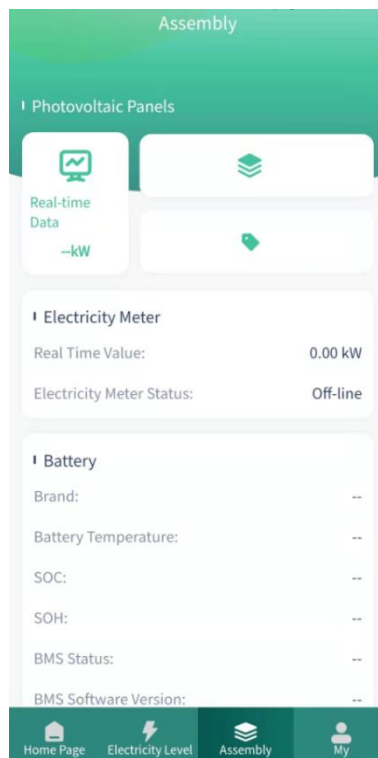 Assembly
Photovoltaic Panels
Real-time
Data
--kW
Electricity Meter
Real Time Value: 0.00 kW
Electricity Meter Status: Off-line
Battery
Brand: --
Battery Temperature: --
SOC: --
SOH: --
BMS Status: --
BMS Software Version: --
Home Page Electricity Level Assembly My